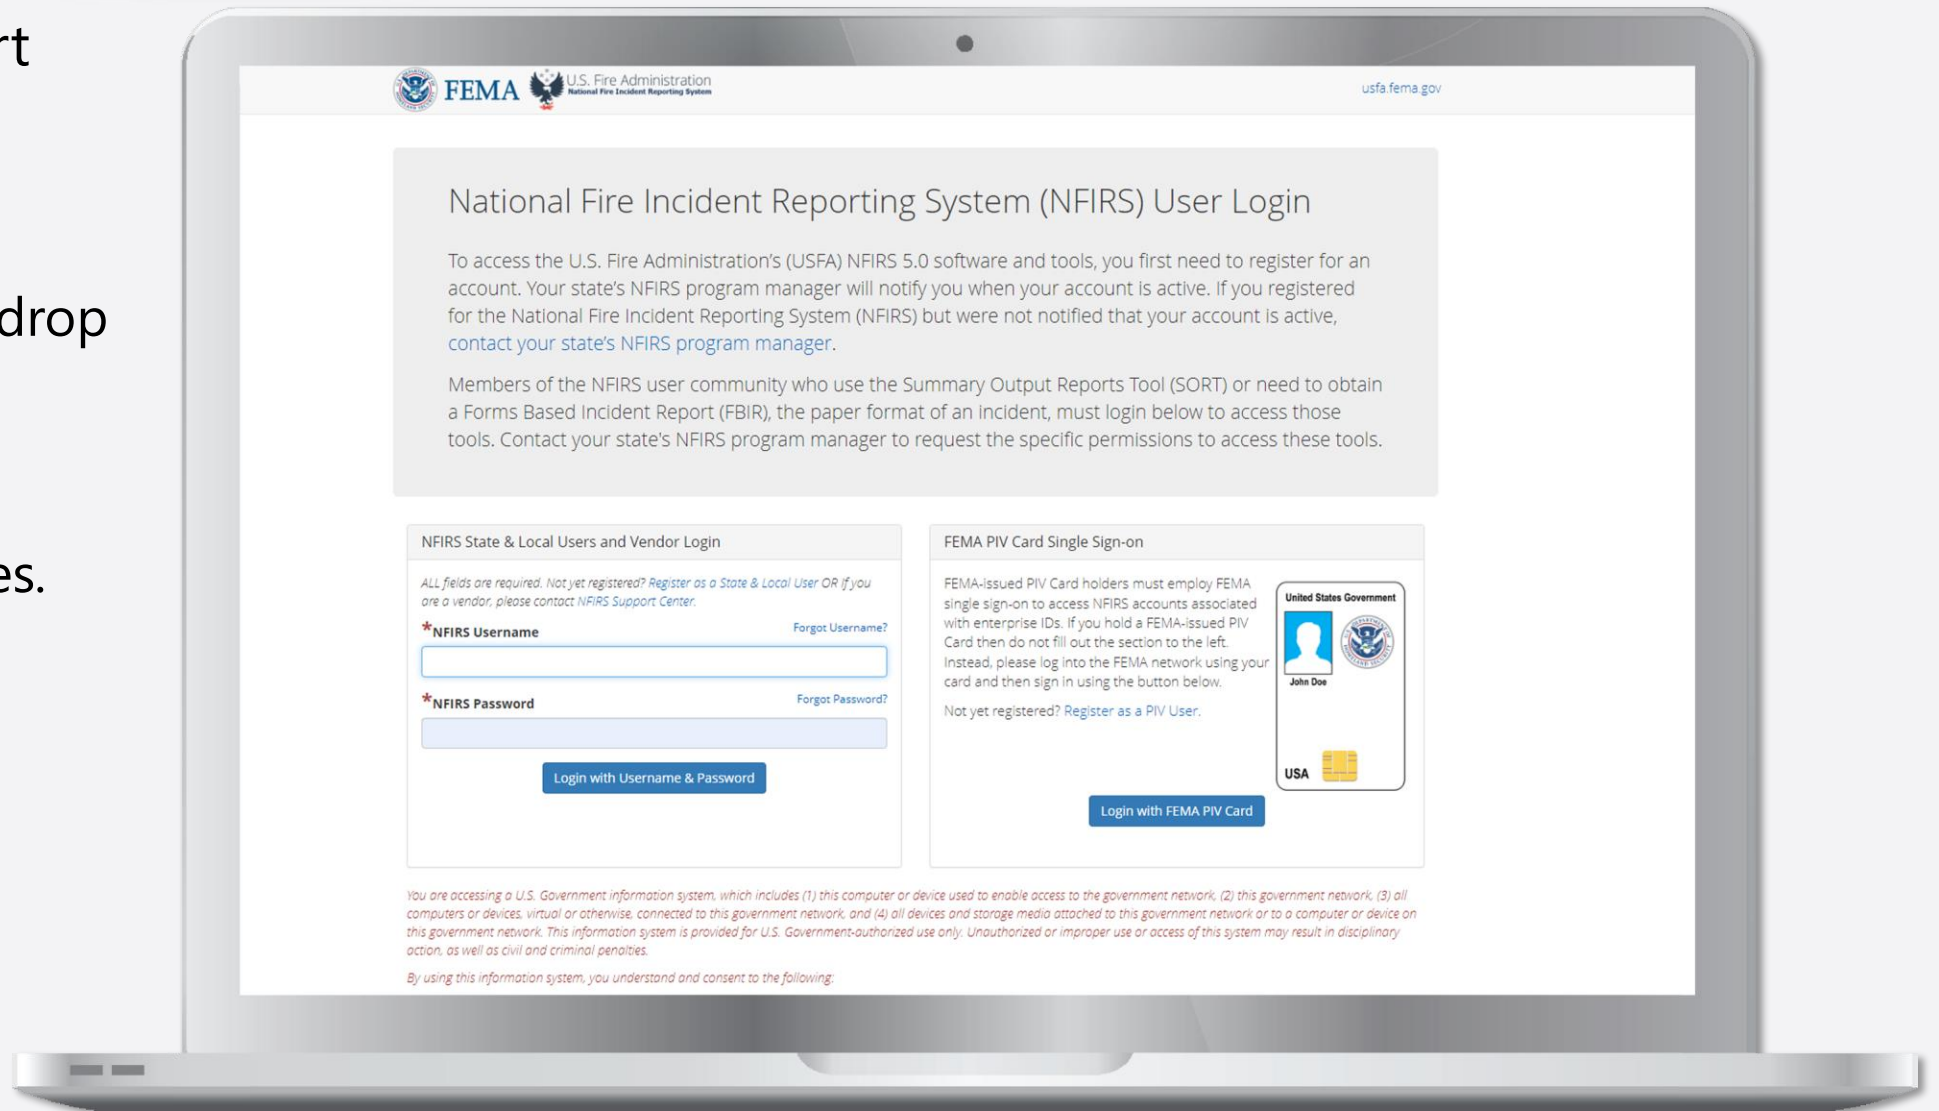 rt
drop
es.
FEMA
U.S. Fire Administration
National Fire Incident Reporting System
usfa.fema.gov
National Fire Incident Reporting System (NFIRS) User Login
To access the U.S. Fire Administration's (USFA) NFIRS 5.0 software and tools, you first need to register for an
account. Your state's NFIRS program manager will notify you when your account is active. If you registered
for the National Fire Incident Reporting System (NFIRS) but were not notified that your account is active,
contact your state's NFIRS program manager.
Members of the NFIRS user community who use the Summary Output Reports Tool (SORT) or need to obtain
a Forms Based Incident Report (FBIR), the paper format of an incident, must login below to access those
tools. Contact your state's NFIRS program manager to request the specific permissions to access these tools.
NFIRS State & Local Users and Vendor Login
ALL fields are required. Not yet registered? Register as a State & Local User OR If you
are a vendor, please contact NFIRS Support Center.
*NFIRS Username
Forgot Username?
*NFIRS Password
Forgot Password?
Login with Username & Password
FEMA PIV Card Single Sign-on
FEMA-issued PIV Card holders must employ FEMA
single sign-on to access NFIRS accounts associated
with enterprise IDs. If you hold a FEMA-issued PIV
Card then do not fill out the section to the left.
Instead, please log into the FEMA network using your
card and then sign in using the button below.
Not yet registered? Register as a PIV User.
United States Government
John Doe
USA
Login with FEMA PIV Card
You are accessing a U.S. Government information system, which includes (1) this computer or device used to enable access to the government network, (2) this government network, (3) all
computers or devices, virtual or otherwise, connected to this government network, and (4) all devices and storage media attached to this government network or to a computer or device on
this government network. This information system is provided for U.S. Government-authorized use only. Unauthorized or improper use or access of this system may result in disciplinary
action, as well as civil and criminal penalties.
By using this information system, you understand and consent to the following: